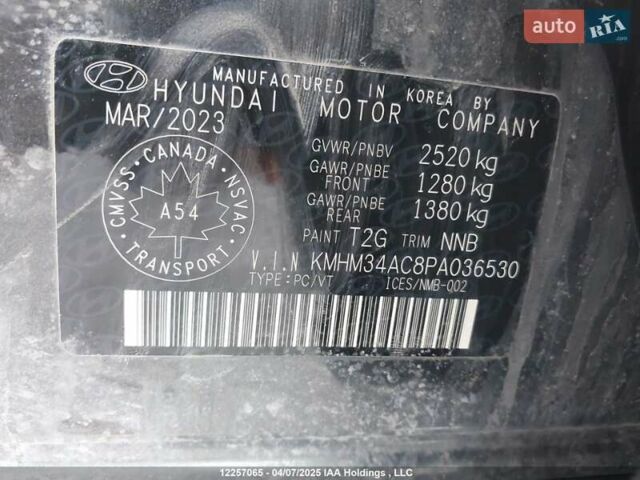 auto RIA .com
MANUFACTURED IN KOREA BY
HYUNDAI MOTOR COMPANY
MAR/2023
GVWR/PNBV 2520 kg
GAWR/PNBE FRONT 1280 kg
GAWR/PNBE REAR 1380 kg
PAINT T2G TRIM NNB
CMVSS • CANADA • NSVAC • TRANSPORT •
A54
V.I.N KMHM34AC8PA036530
TYPE:PC/VT ICES/NMB-002
12257065 - 04/07/2025 IAA Holdings , LLC